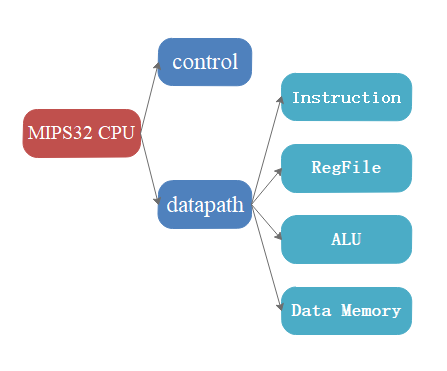 MIPS32 CPU
control
datapath
Instruction
RegFile
ALU
Data Memory